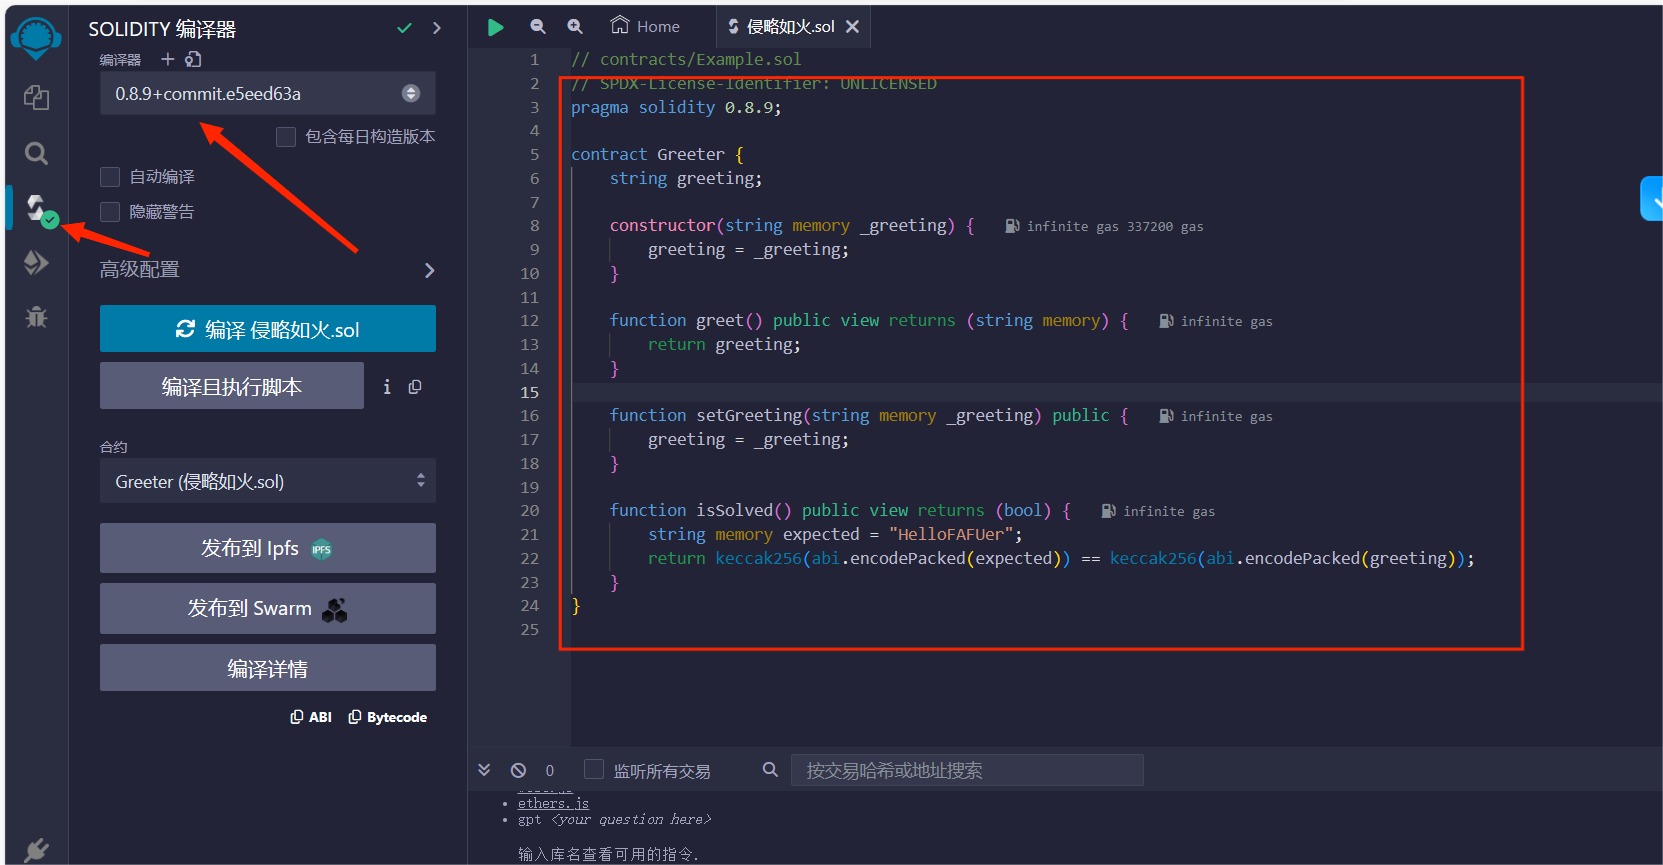 SOLIDITY 编译器
编译器
0.8.9+commit.e5eed63a
包含每日构造版本
自动编译
隐藏警告
高级配置
编译 侵略如火.sol
编译且执行脚本
合约
Greeter (侵略如火.sol)
发布到 Ipfs
IPFS
发布到 Swarm
编译详情
ABI Bytecode
Home 侵略如火.sol
1 // contracts/Example.sol
2 // SPDX-License-Identifier: UNLICENSED
3 pragma solidity 0.8.9;
4
5 contract Greeter {
6 string greeting;
7
8 constructor(string memory _greeting) { infinite gas 337200 gas
9 greeting = _greeting;
10 }
11
12 function greet() public view returns (string memory) { infinite gas
13 return greeting;
14 }
15
16 function setGreeting(string memory _greeting) public { infinite gas
17 greeting = _greeting;
18 }
19
20 function isSolved() public view returns (bool) { infinite gas
21 string memory expected = "HelloFAFUer";
22 return keccak256(abi.encodePacked(expected)) == keccak256(abi.encodePacked(greeting));
23 }
24 }
25
0 监听所有交易 按交易哈希或地址搜索
ethers.js
gpt <your question here>
输入库名查看可用的指令.